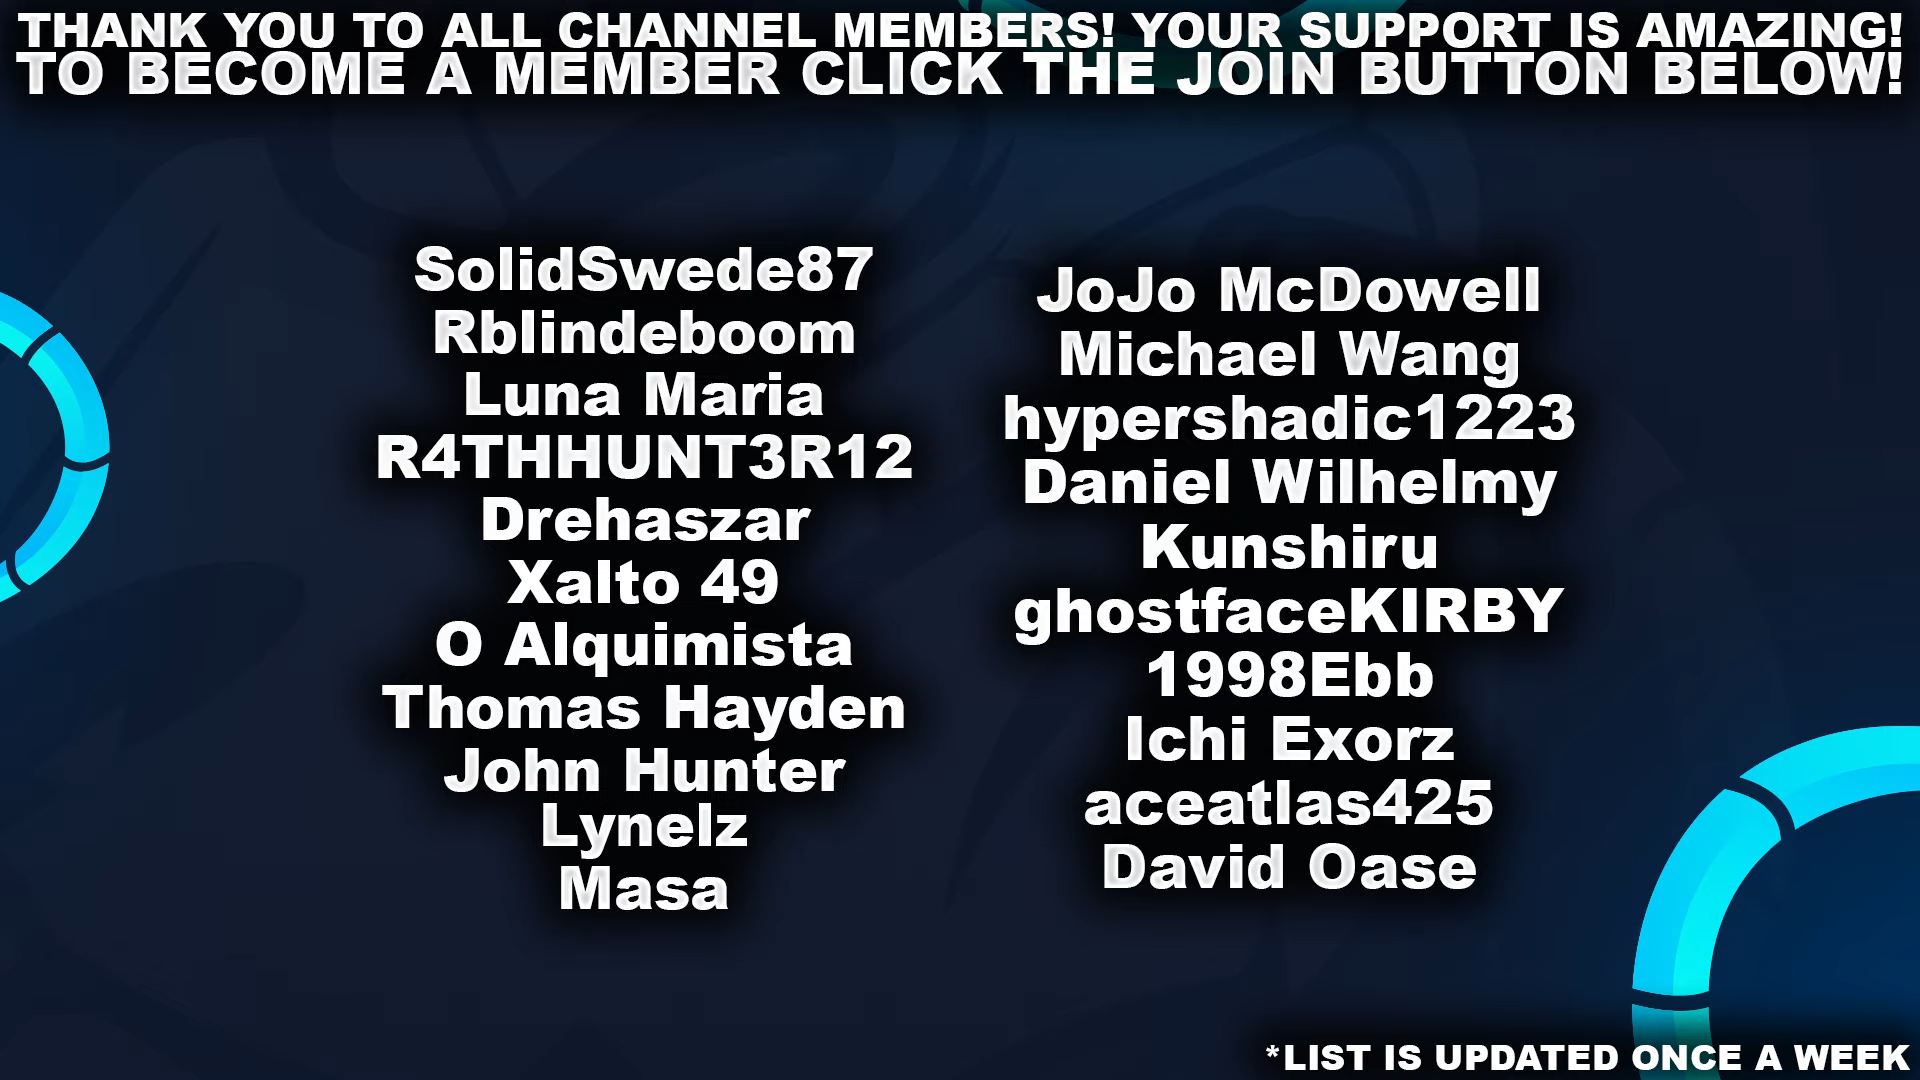 THANK YOU TO ALL CHANNEL MEMBERS! YOUR SUPPORT IS AMAZING!
TO BECOME A MEMBER CLICK THE JOIN BUTTON BELOW!
SolidSwede87
Rblindeboom
Luna Maria
R4THHUNT3R12
Drehaszar
Xalto 49
O Alquimista
Thomas Hayden
John Hunter
Lynelz
Masa
JoJo McDowell
Michael Wang
hypershadic1223
Daniel Wilhelmy
Kunshiru
ghostfaceKIRBY
1998Ebb
Ichi Exorz
aceatlas425
David Oase
*LIST IS UPDATED ONCE A WEEK